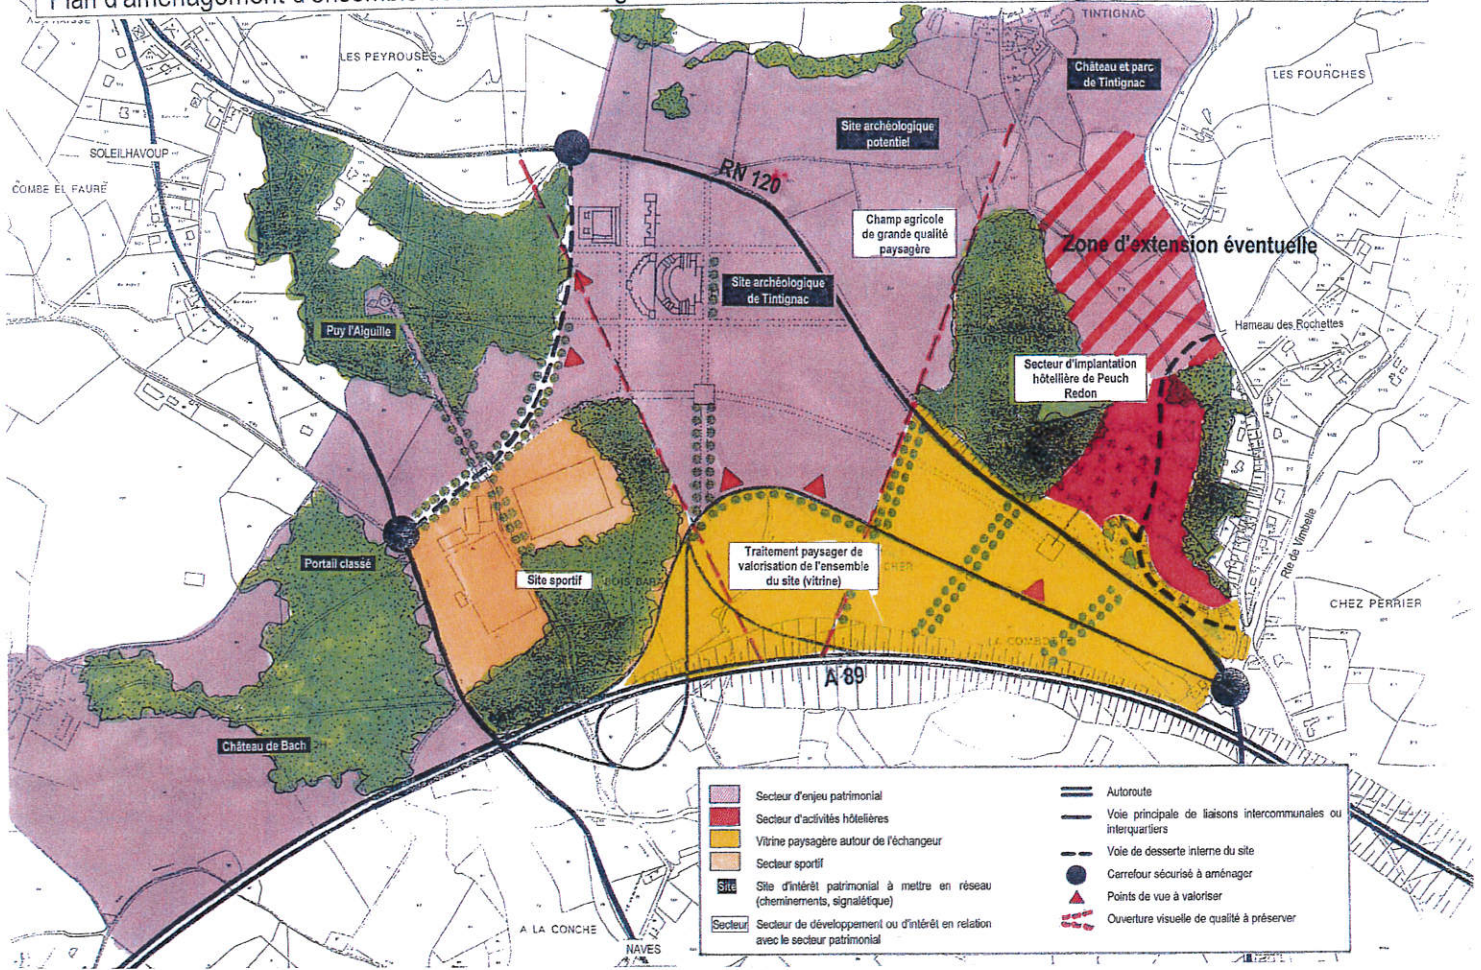 Plan d'aménagement d'ensemble
TINTIGNAC
LES PEYROUSES
Château et parc
de Tintignac
LES FOURCHES
Site archéologique
potentiel
SOLEILHAVOUP
COMBE EL FAURE
RN 120
Champ agricole
de grande qualité
paysagère
Zone d'extension éventuelle
Site archéologique
de Tintignac
Puy l'Aiguille
Hameau des Rochettes
Secteur d'implantation
hôtellière de Peuch
Redon
Rte de Vimbelle
Portail classé
Site sportif
Traitement paysager de
valorisation de l'ensemble
du site (vitrine)
CHEZ PERRIER
LA COMBE
A 89
Château de Bach
A LA CONCHE
NAVES
Secteur d'enjeu patrimonial
Secteur d'activités hôtelières
Vitrine paysagère autour de l'échangeur
Secteur sportif
Site
Site d'intérêt patrimonial à mettre en réseau
(cheminements, signalétique)
Secteur
Secteur de développement ou d'intérêt en relation
avec le secteur patrimonial
Autoroute
Voie principale de liaisons intercommunales ou
interquartiers
Voie de desserte interne du site
Carrefour sécurisé à aménager
Points de vue à valoriser
Ouverture visuelle de qualité à préserver